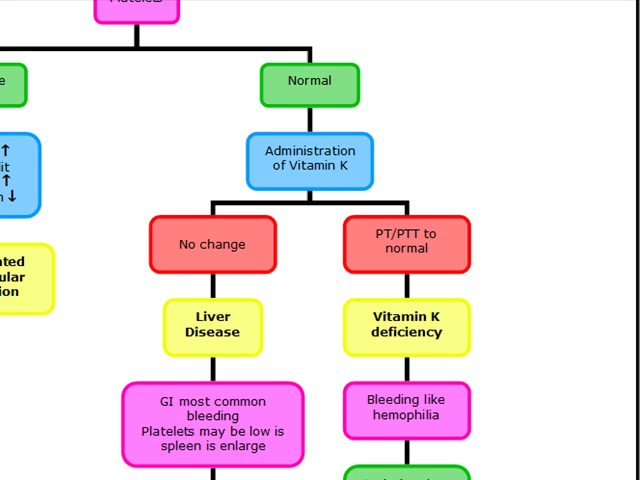 Platelets
Normal
Administration
of Vitamin K
↑
↑
↓
No change
PT/PTT to
normal
Liver
Disease
Vitamin K
deficiency
GI most common
bleeding
Platelets may be low is
spleen is enlarge
Bleeding like
hemophilia